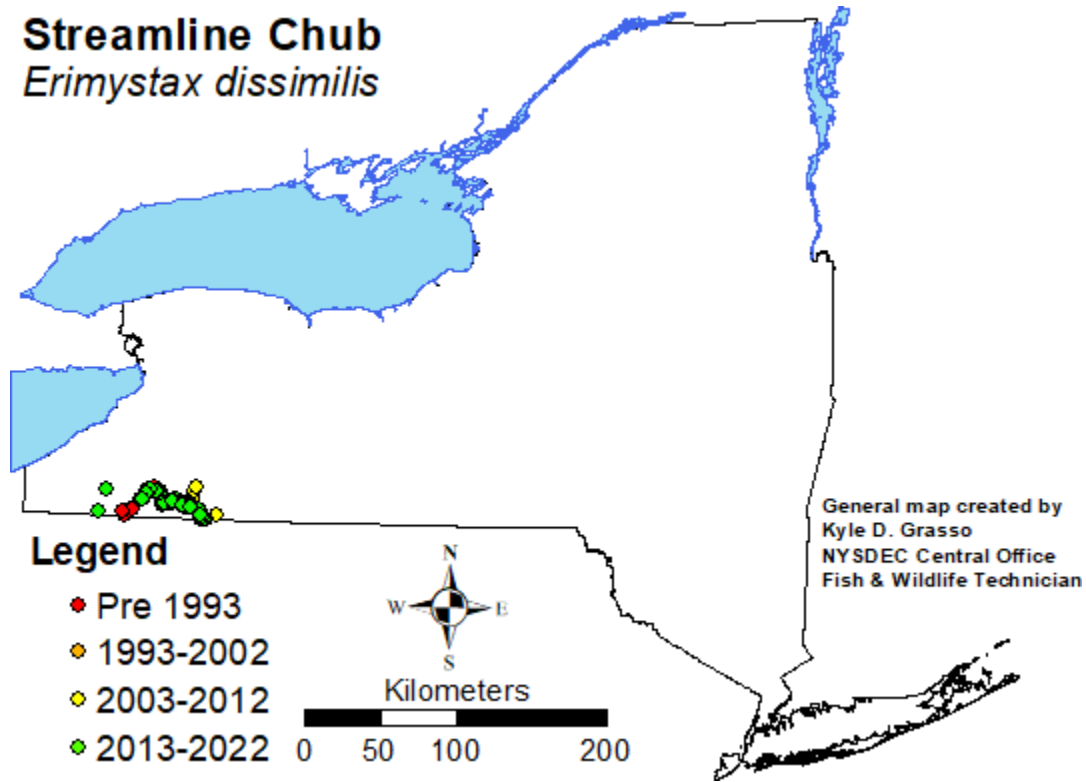 Streamline Chub
Erimystax dissimilis
General map created by
Kyle D. Grasso
NYSDEC Central Office
Fish & Wildlife Technician
Legend
Pre 1993
1993-2002
2003-2012
2013-2022
N
W E
S
Kilometers
0 50 100 200